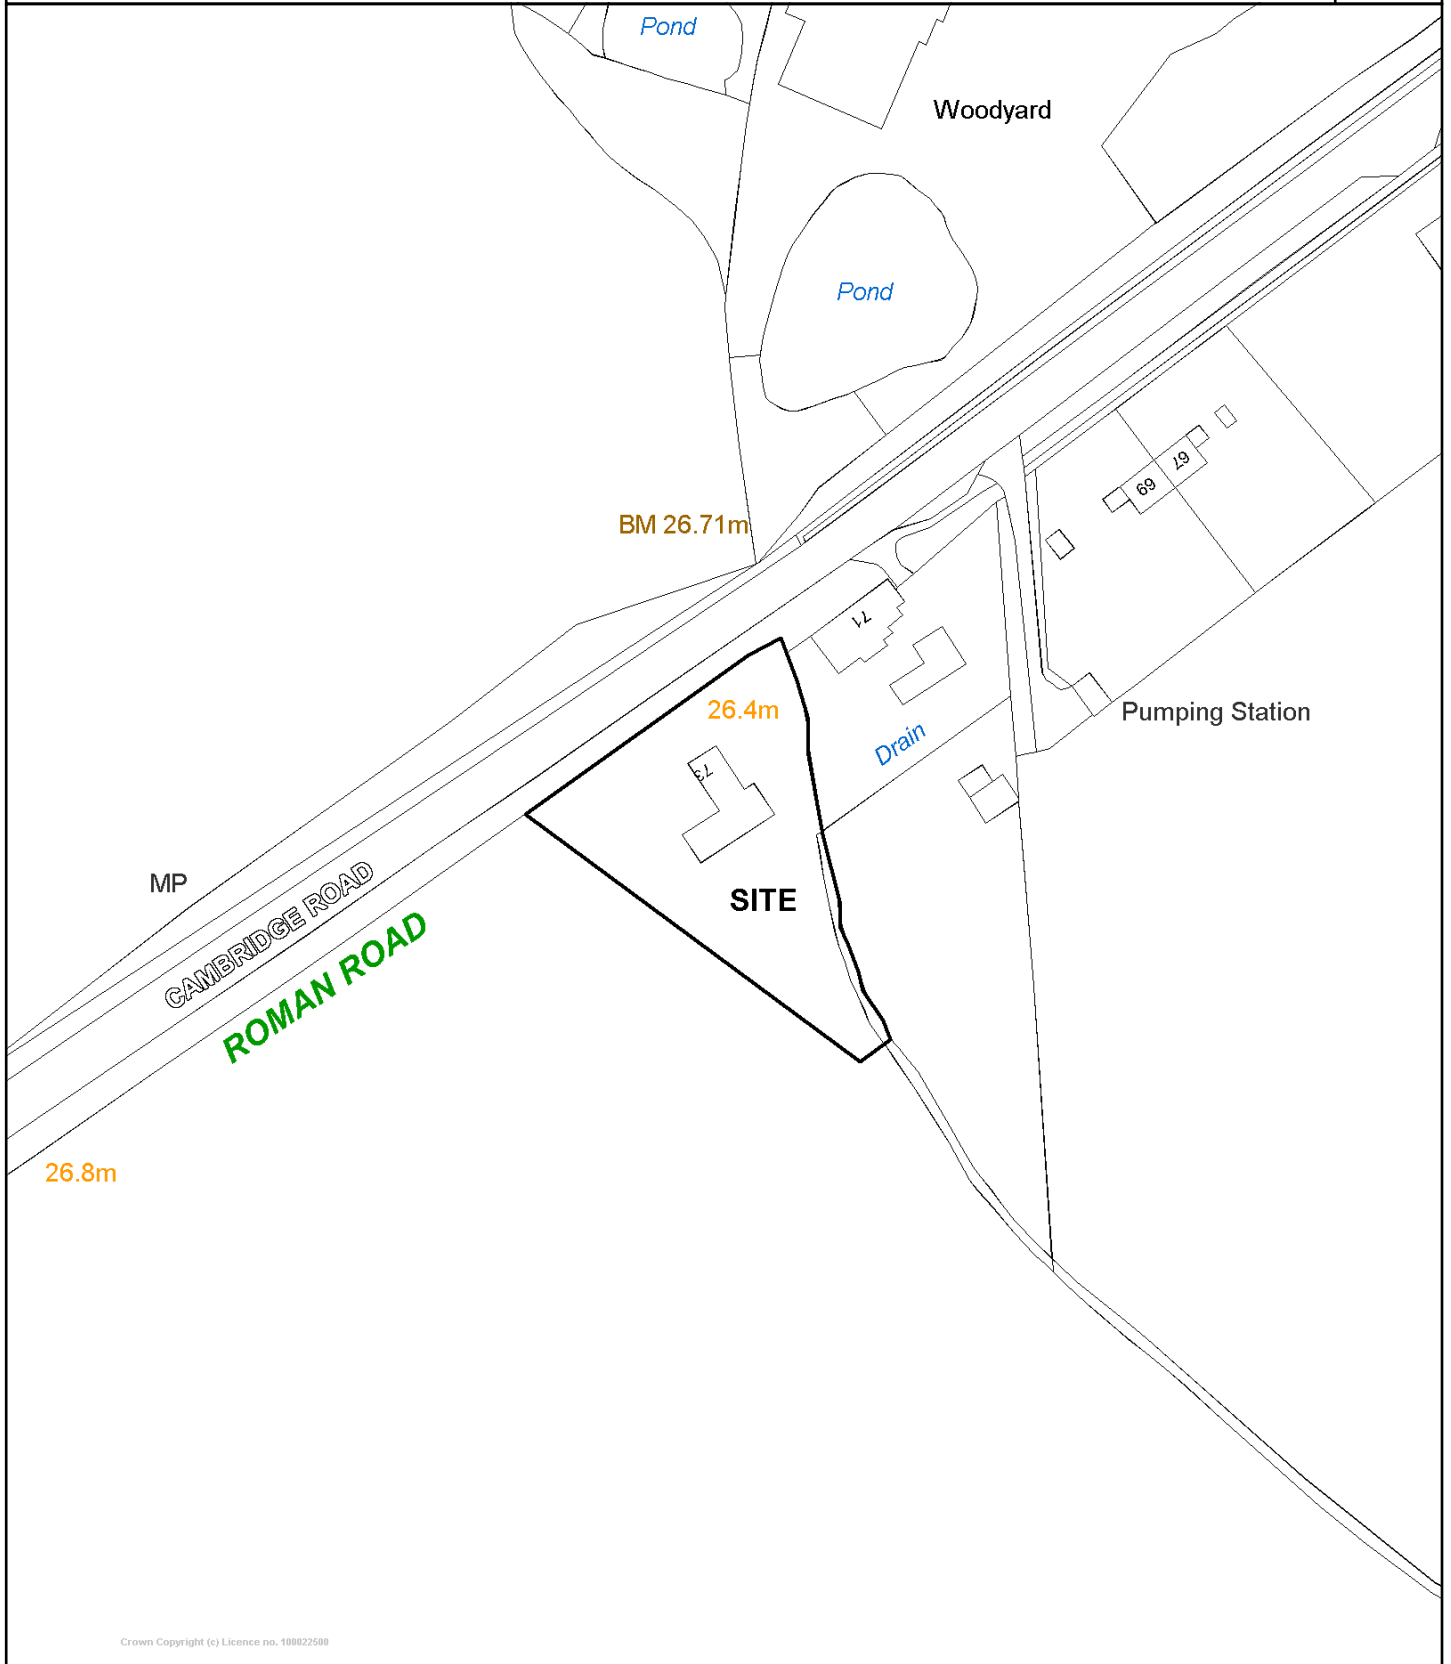 Pond
Woodyard
Pond
67
69
BM 26.71m
71
26.4m
Pumping Station
Drain
73
MP
SITE
CAMBRIDGE ROAD
ROMAN ROAD
26.8m
Crown Copyright (c) Licence no. 100022500